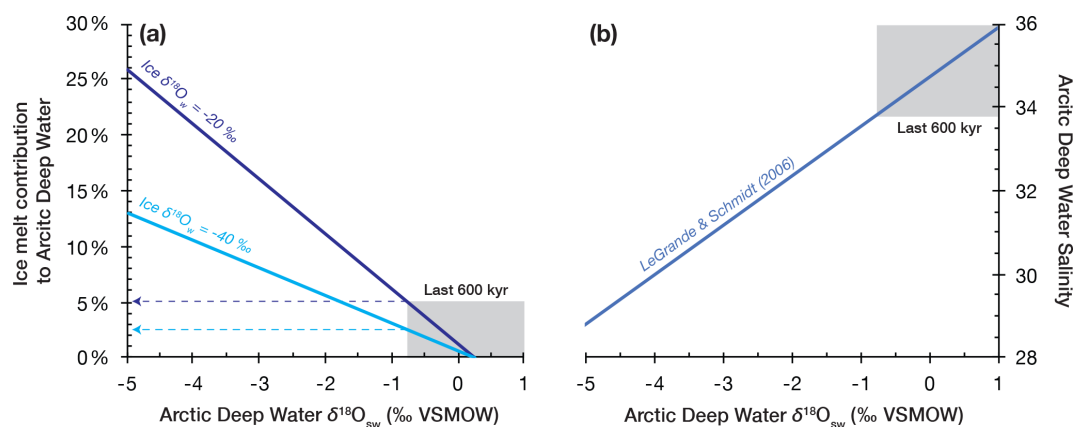 (a)
Ice melt contribution
to Arcitc Deep Water
30 %
25 %
20 %
15 %
10 %
5 %
0 %
Ice δ¹⁸Ow = -20 ‰
Ice δ¹⁸Ow = -40 ‰
Last 600 kyr
-5 -4 -3 -2 -1 0 1
Arctic Deep Water δ¹⁸Osw (‰ VSMOW)
(b)
LeGrande & Schmidt (2006)
Last 600 kyr
36
34
32
30
28
Arcitc Deep Water Salinity
-5 -4 -3 -2 -1 0 1
Arctic Deep Water δ¹⁸Osw (‰ VSMOW)